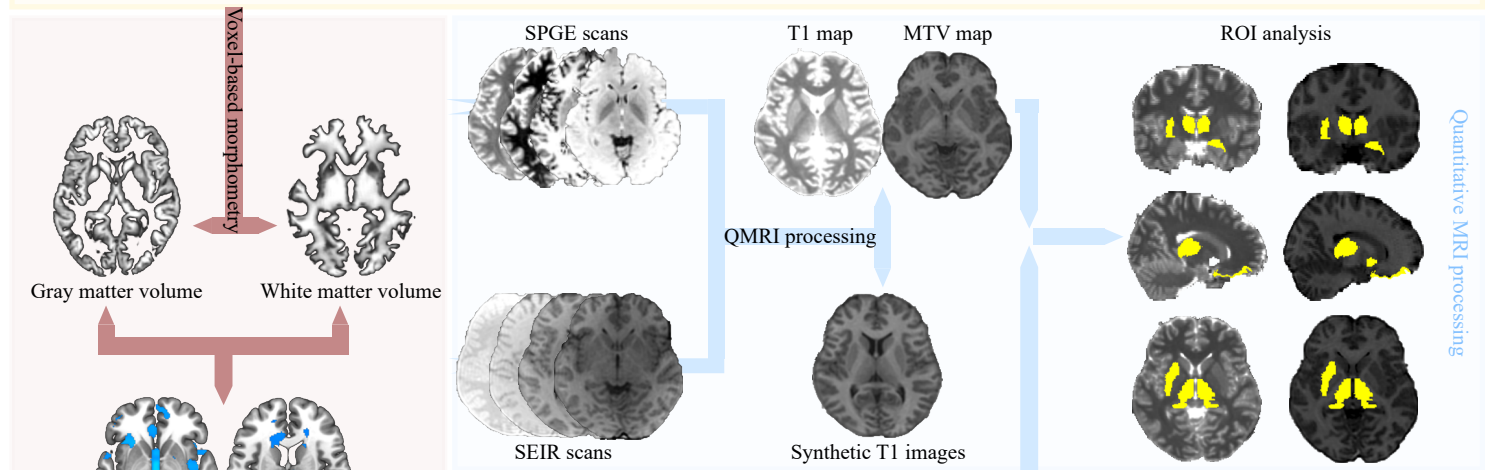 Voxel-based morphometry
Gray matter volume
White matter volume
SPGE scans
T1 map
MTV map
ROI analysis
QMRI processing
Quantitative MRI processing
SEIR scans
Synthetic T1 images